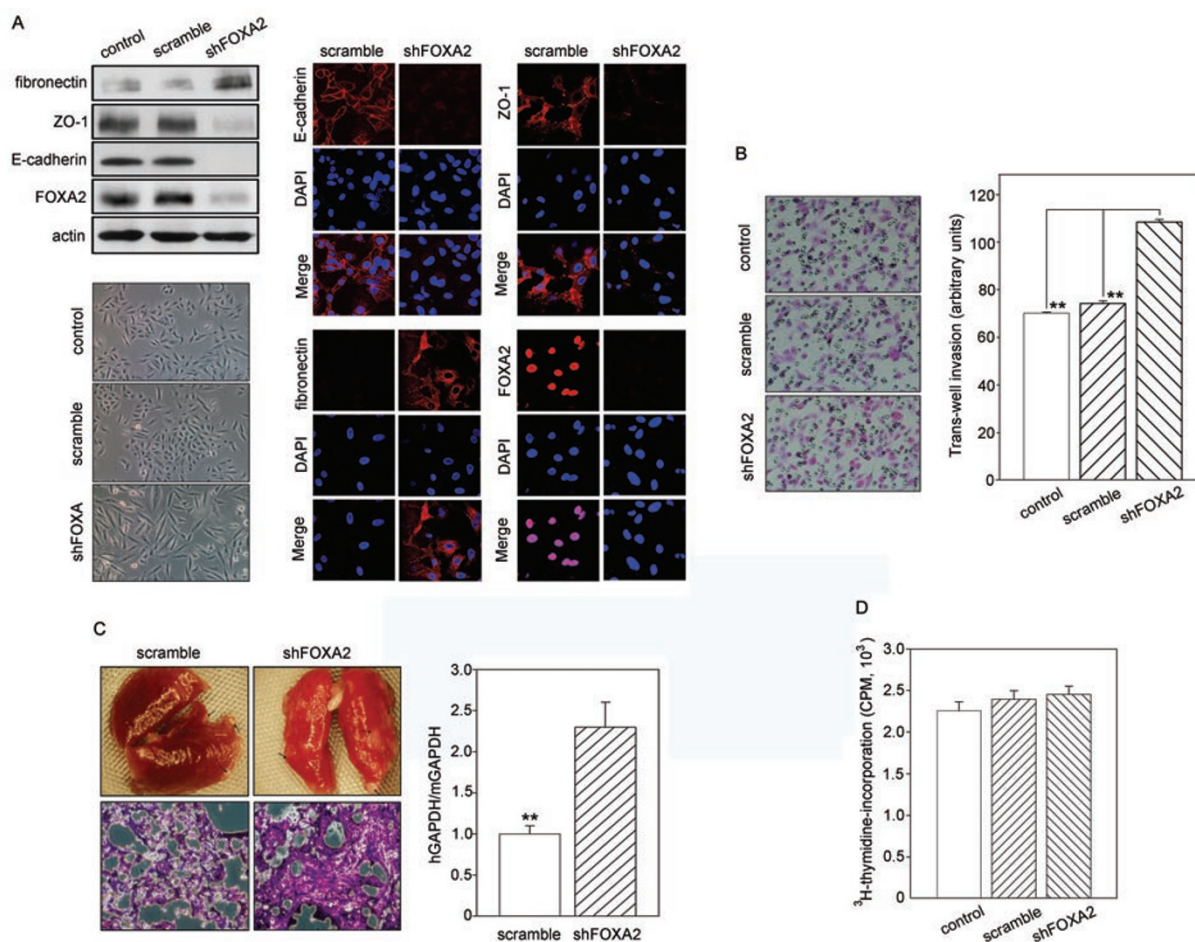 A
control scramble shFOXA2
fibronectin
ZO-1
E-cadherin
FOXA2
actin
control
scramble
shFOXA
scramble shFOXA2
E-cadherin
DAPI
Merge
scramble shFOXA2
ZO-1
DAPI
Merge
fibronectin
DAPI
Merge
FOXA2
DAPI
Merge
B
control
scramble
shFOXA2
Trans-well invasion (arbitrary units)
120
100
80
60
40
20
0
** **
control scramble shFOXA2
C
scramble shFOXA2
hGAPDH/mGAPDH
3.0
2.5
2.0
1.5
1.0
0.5
0
**
scramble shFOXA2
D
³H-thymidine-incorporation (CPM, 10³)
3.0
2.5
2.0
1.5
1.0
0.5
0
control scramble shFOXA2